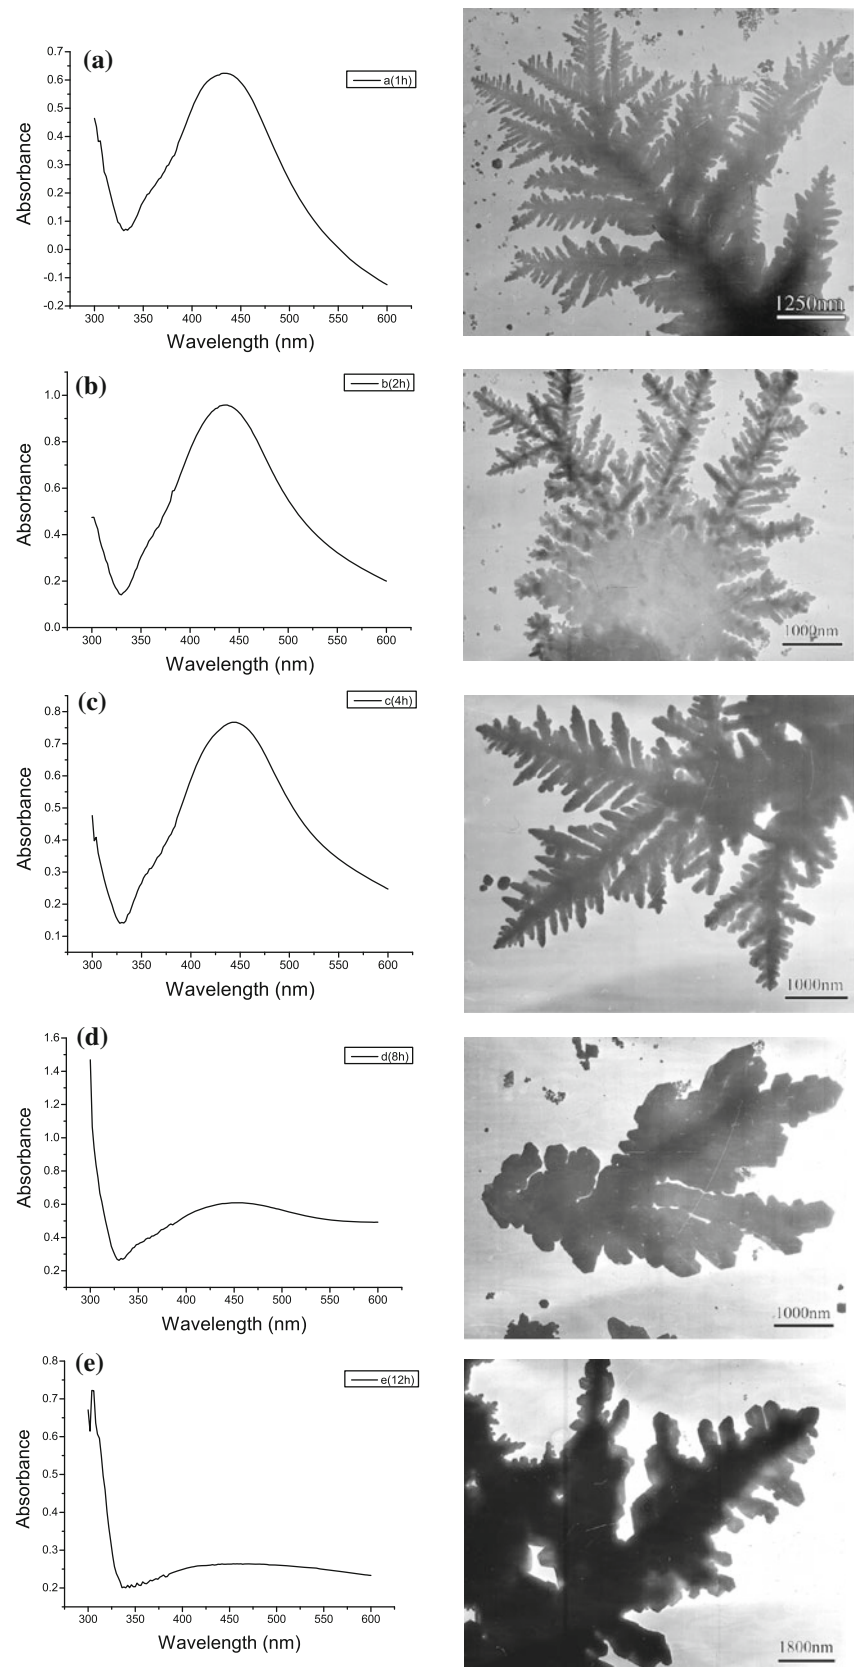 (a)
a(1h)
0.7
0.6
0.5
0.4
0.3
0.2
0.1
0.0
-0.1
-0.2
Absorbance
300 350 400 450 500 550 600
Wavelength (nm)
1250nm
(b)
b(2h)
1.0
0.8
0.6
0.4
0.2
0.0
Absorbance
300 350 400 450 500 550 600
Wavelength (nm)
1000nm
(c)
c(4h)
0.8
0.7
0.6
0.5
0.4
0.3
0.2
0.1
Absorbance
300 350 400 450 500 550 600
Wavelength (nm)
1000nm
(d)
d(8h)
1.6
1.4
1.2
1.0
0.8
0.6
0.4
0.2
Absorbance
300 350 400 450 500 550 600
Wavelength (nm)
1000nm
(e)
e(12h)
0.8
0.7
0.6
0.5
0.4
0.3
0.2
Absorbance
300 350 400 450 500 550 600
Wavelength (nm)
1800nm